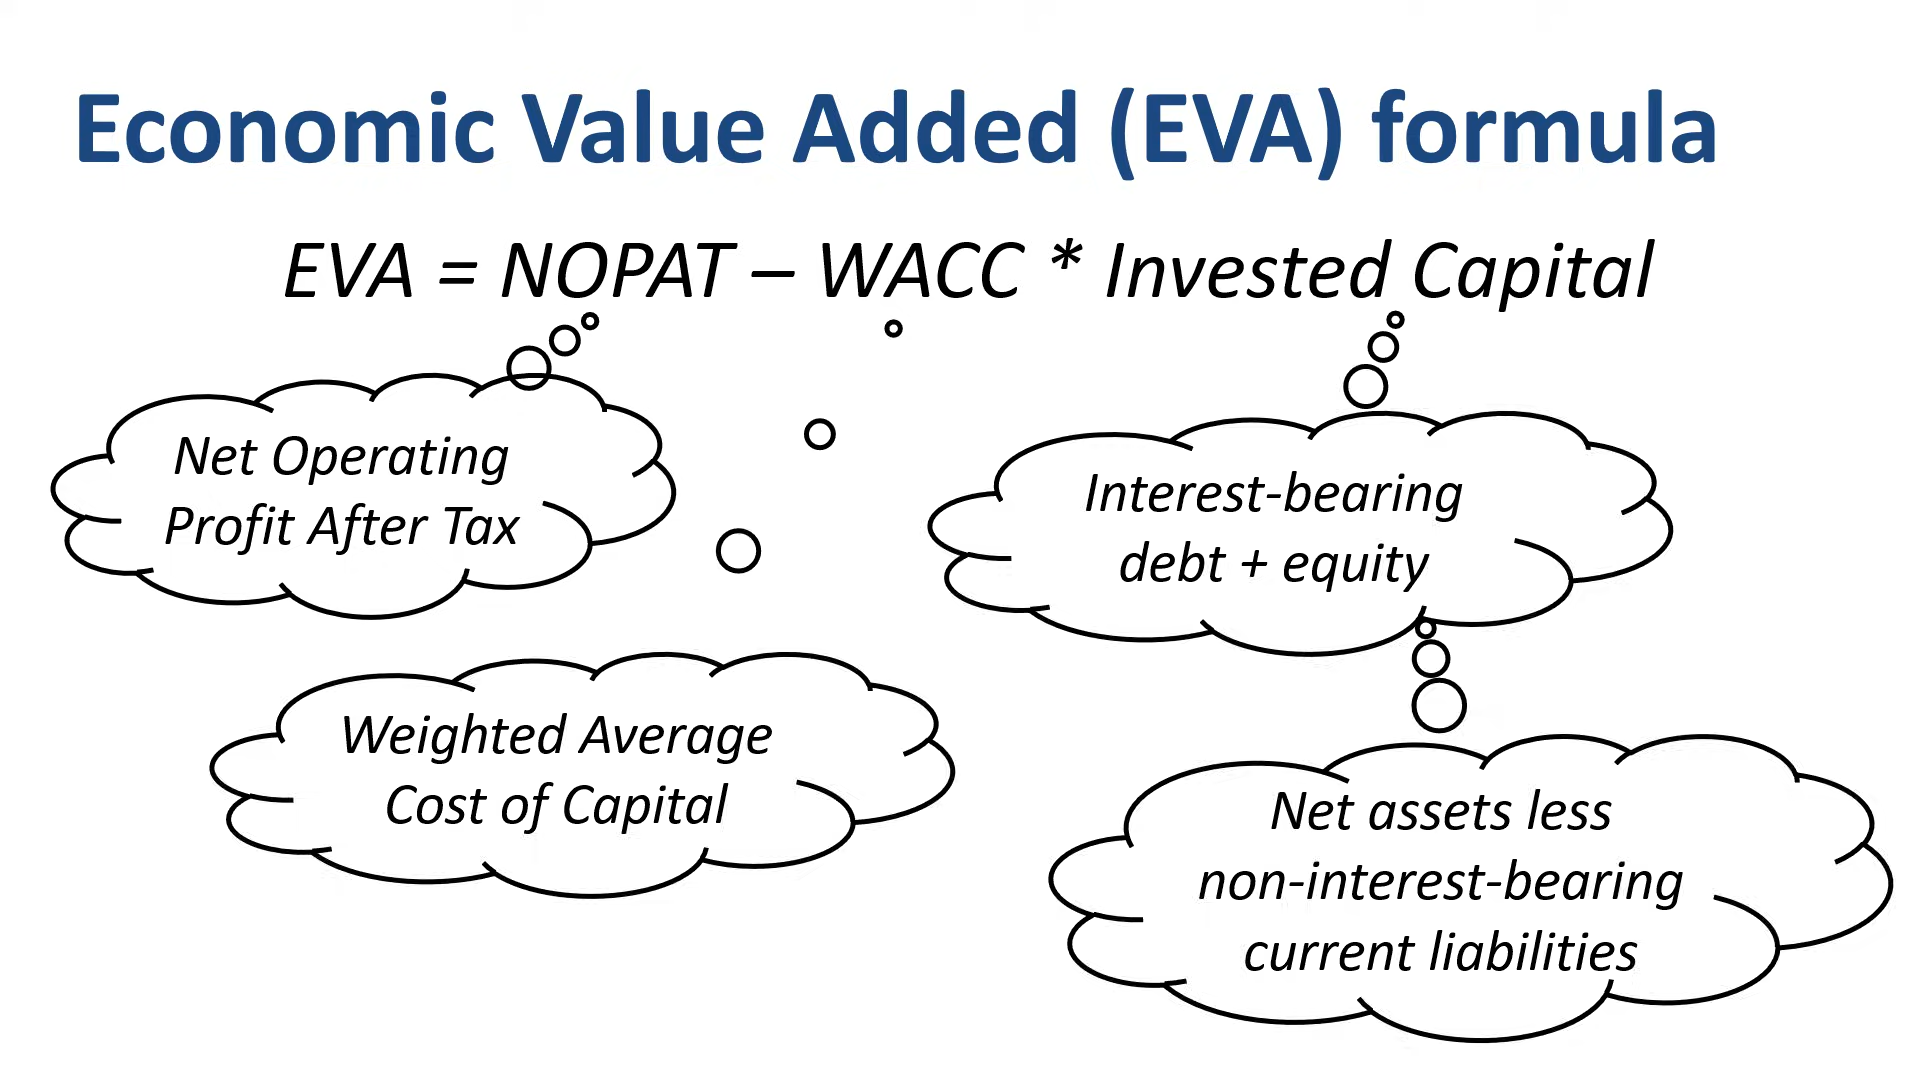 Economic Value Added (EVA) formula
EVA = NOPAT – WACC * Invested Capital
Net Operating
Profit After Tax
Interest-bearing
debt + equity
Weighted Average
Cost of Capital
Net assets less
non-interest-bearing
current liabilities